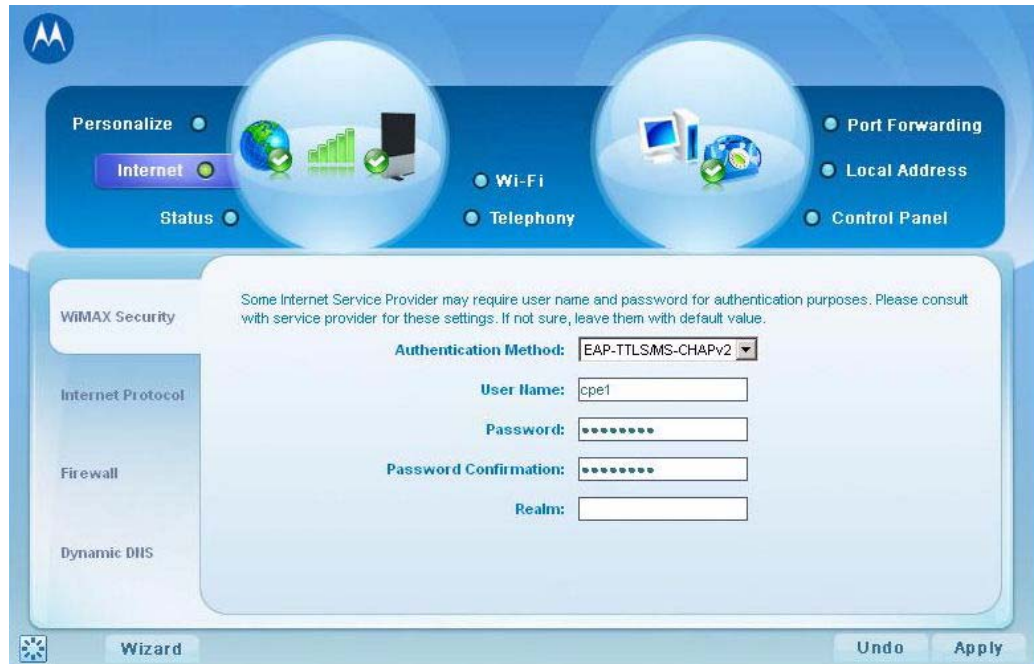 Personalize
Internet
Status
Wi-Fi
Telephony
Port Forwarding
Local Address
Control Panel
WiMAX Security
Internet Protocol
Firewall
Dynamic DNS
Some Internet Service Provider may require user name and password for authentication purposes. Please consult
with service provider for these settings. If not sure, leave them with default value.
Authentication Method: EAP-TTLS/MS-CHAPv2
User Name: cpe1
Password: ••••••••
Password Confirmation: ••••••••
Realm:
Wizard
Undo
Apply